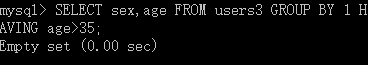 mysql> SELECT sex,age FROM users3 GROUP BY 1 H
AVING age>35;
Empty set (0.00 sec)